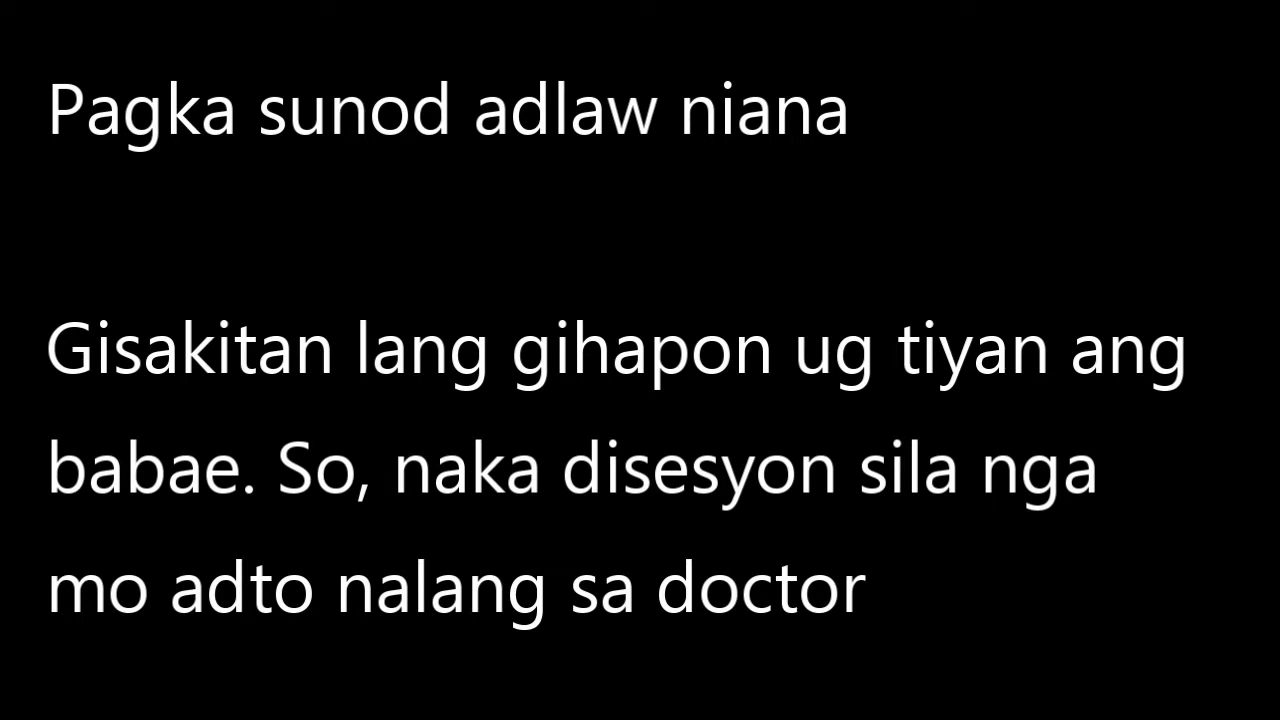 Pagka sunod adlaw niana
Gisakitan lang gihapon ug tiyan ang
babae. So, naka disesyon sila nga
mo adto nalang sa doctor